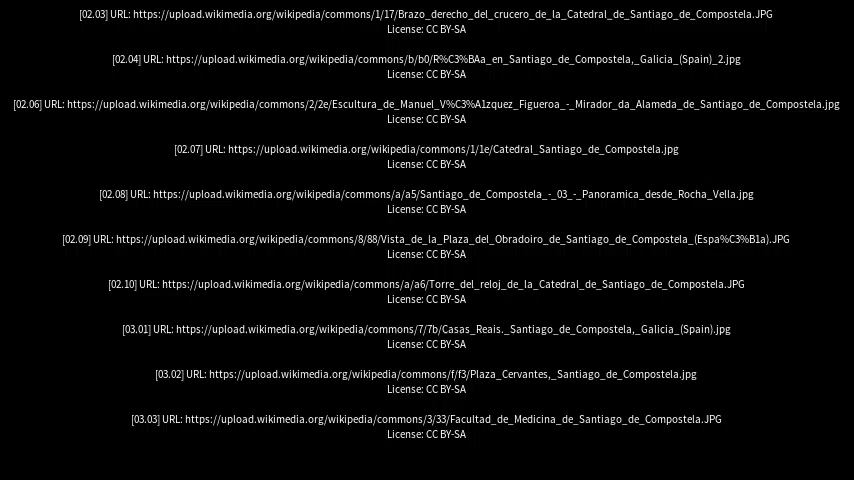 [02.03] URL: https://upload.wikimedia.org/wikipedia/commons/1/17/Brazo_derecho_del_crucero_de_la_Catedral_de_Santiago_de_Compostela.JPG
License: CC BY-SA
[02.04] URL: https://upload.wikimedia.org/wikipedia/commons/b/b0/R%C3%BAa_en_Santiago_de_Compostela,_Galicia_(Spain)_2.jpg
License: CC BY-SA
[02.06] URL: https://upload.wikimedia.org/wikipedia/commons/2/2e/Escultura_de_Manuel_V%C3%A1zquez_Figueroa_-_Mirador_da_Alameda_de_Santiago_de_Compostela.jpg
License: CC BY-SA
[02.07] URL: https://upload.wikimedia.org/wikipedia/commons/1/1e/Catedral_Santiago_de_Compostela.jpg
License: CC BY-SA
[02.08] URL: https://upload.wikimedia.org/wikipedia/commons/a/a5/Santiago_de_Compostela_-_03_-_Panoramica_desde_Rocha_Vella.jpg
License: CC BY-SA
[02.09] URL: https://upload.wikimedia.org/wikipedia/commons/8/88/Vista_de_la_Plaza_del_Obradoiro_de_Santiago_de_Compostela_(Espa%C3%B1a).JPG
License: CC BY-SA
[02.10] URL: https://upload.wikimedia.org/wikipedia/commons/a/a6/Torre_del_reloj_de_la_Catedral_de_Santiago_de_Compostela.JPG
License: CC BY-SA
[03.01] URL: https://upload.wikimedia.org/wikipedia/commons/7/7b/Casas_Reais._Santiago_de_Compostela,_Galicia_(Spain).jpg
License: CC BY-SA
[03.02] URL: https://upload.wikimedia.org/wikipedia/commons/f/f3/Plaza_Cervantes,_Santiago_de_Compostela.jpg
License: CC BY-SA
[03.03] URL: https://upload.wikimedia.org/wikipedia/commons/3/33/Facultad_de_Medicina_de_Santiago_de_Compostela.JPG
License: CC BY-SA